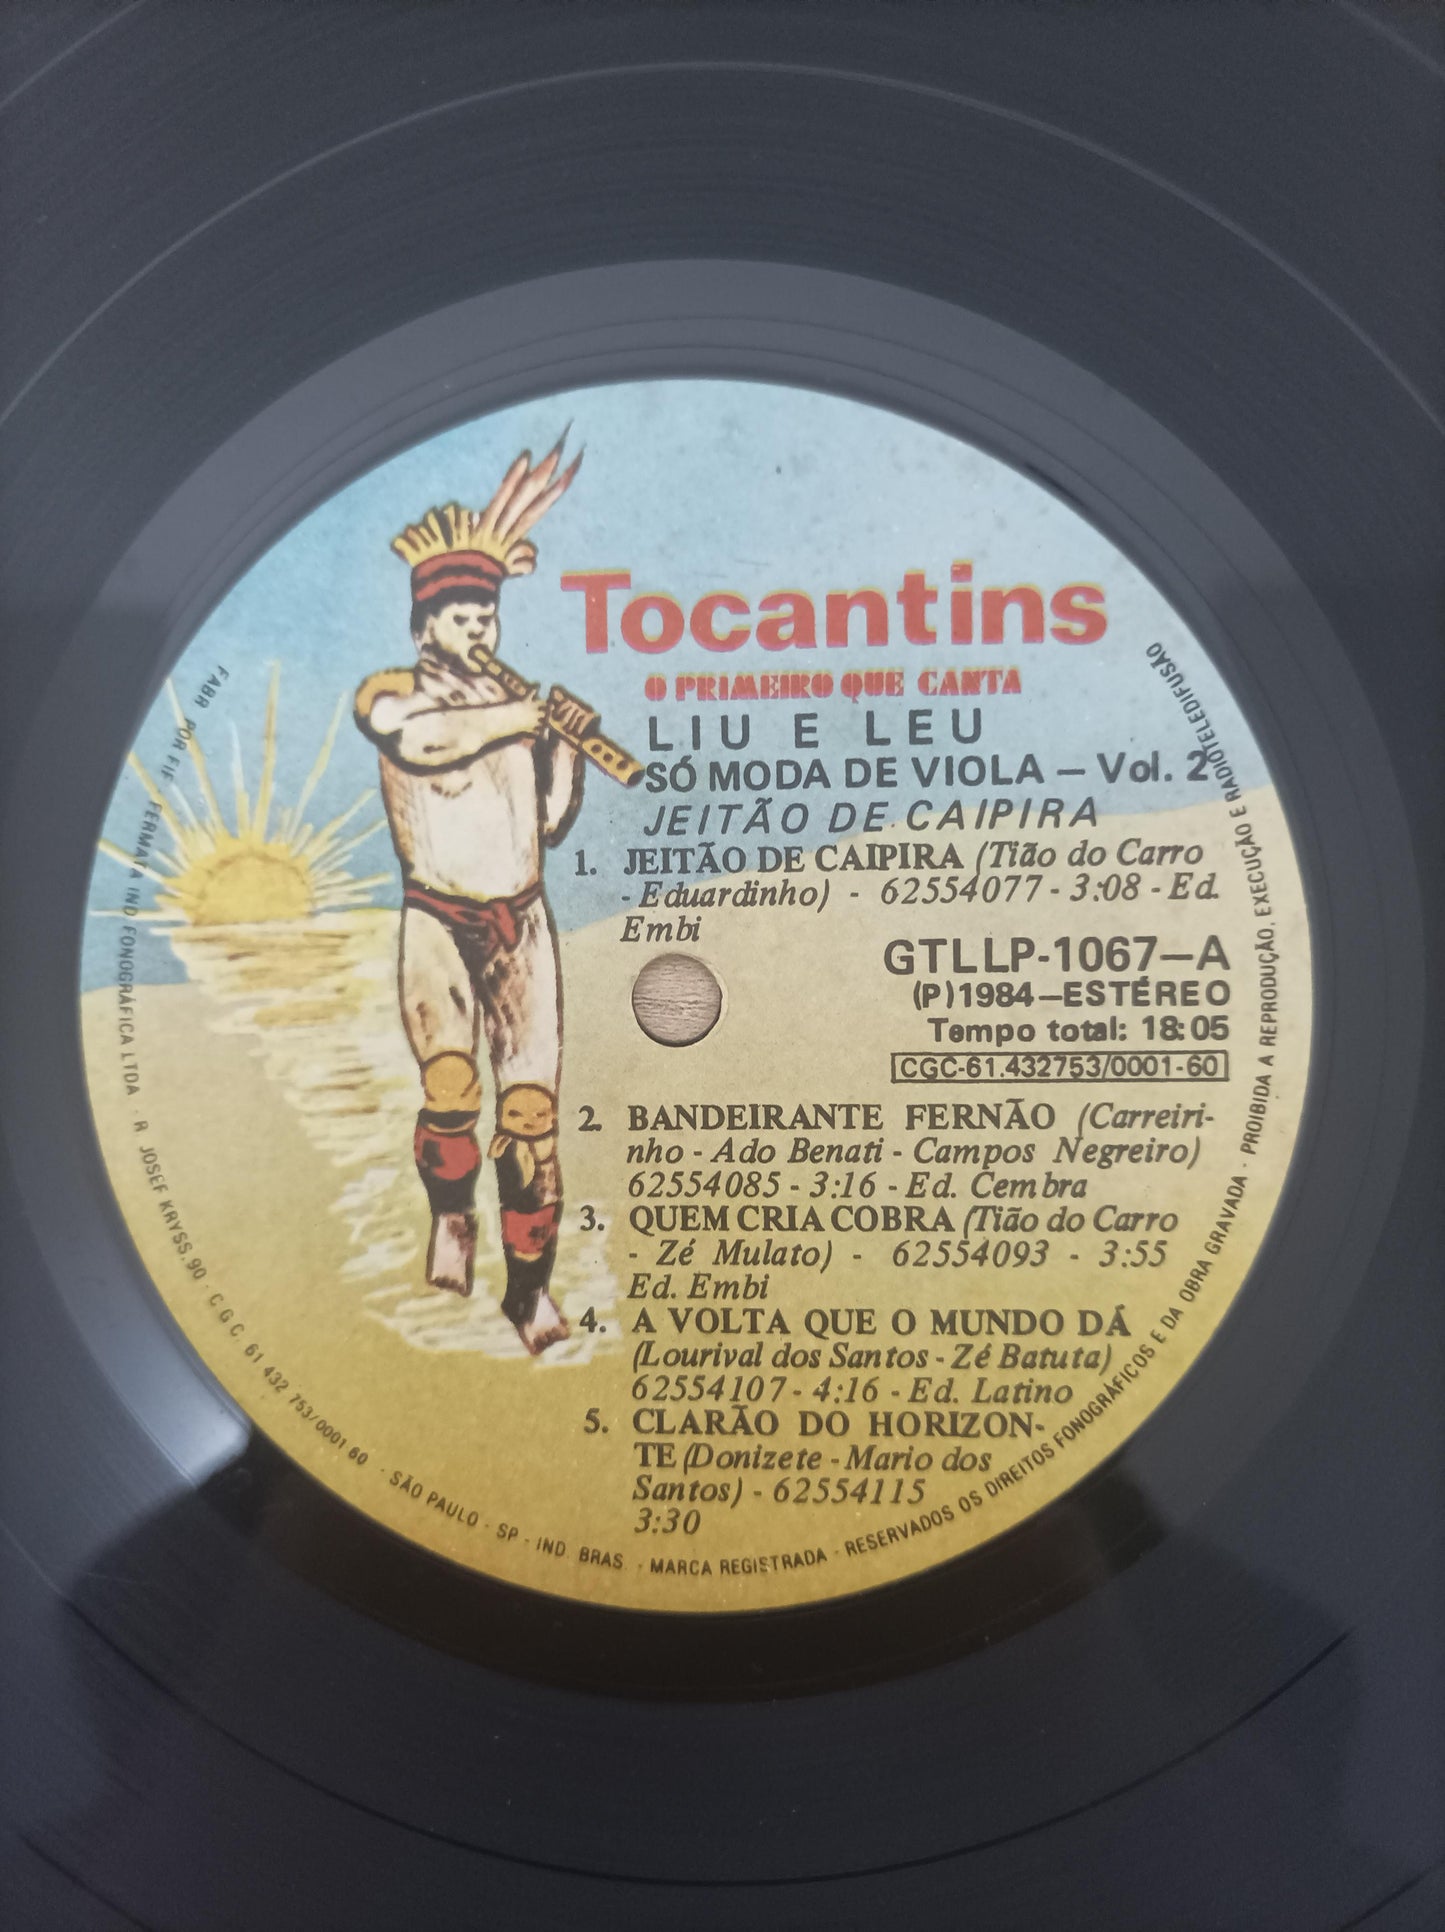 Tocantins
O PRIMEIRO QUE CANTA
LIU E LEU
SÓ MODA DE VIOLA – Vol. 2
JEITÃO DE CAIPIRA
1. JEITÃO DE CAIPIRA (Tião do Carro
- Eduardinho) - 62554077 - 3:08 - Ed.
Embi
GTLLP-1067–A
(P)1984–ESTÉREO
Tempo total: 18:05
CGC-61.432753/0001-60
2. BANDEIRANTE FERNÃO (Carreiri-
nho - Ado Benati - Campos Negreiro)
62554085 - 3:16 - Ed. Cembra
3. QUEM CRIA COBRA (Tião do Carro
- Zé Mulato) - 62554093 - 3:55
Ed. Embi
4. A VOLTA QUE O MUNDO DÁ
(Lourival dos Santos - Zé Batuta)
62554107 - 4:16 - Ed. Latino
5. CLARÃO DO HORIZON-
TE (Donizete - Mario dos
Santos) - 62554115
3:30
FABR POR FIF FERMATA IND FONOGRÁFICA LTDA · R JOSEF KRYSS, 90 · C G C. 61 432 753/0001 60 · SÃO PAULO - SP - IND. BRAS. · MARCA REGISTRADA · RESERVADOS OS DIREITOS FONOGRÁFICOS E DA OBRA GRAVADA · PROIBIDA A REPRODUÇÃO, EXECUÇÃO E RADIOTELEDIFUSÃO